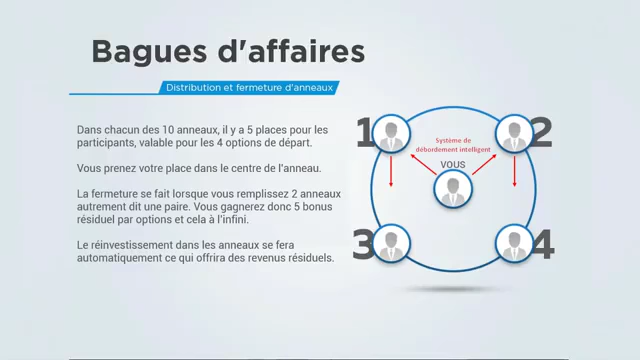 Bagues d'affaires
Distribution et fermeture d'anneaux
Dans chacun des 10 anneaux, il y a 5 places pour les
participants, valable pour les 4 options de départ.
Vous prenez votre place dans le centre de l'anneau.
La fermeture se fait lorsque vous remplissez 2 anneaux
autrement dit une paire. Vous gagnerez donc 5 bonus
résiduel par options et cela à l'infini.
Le réinvestissement dans les anneaux se fera
automatiquement ce qui offrira des revenus résiduels.
1
2
Système de
débordement intelligent
VOUS
3
4